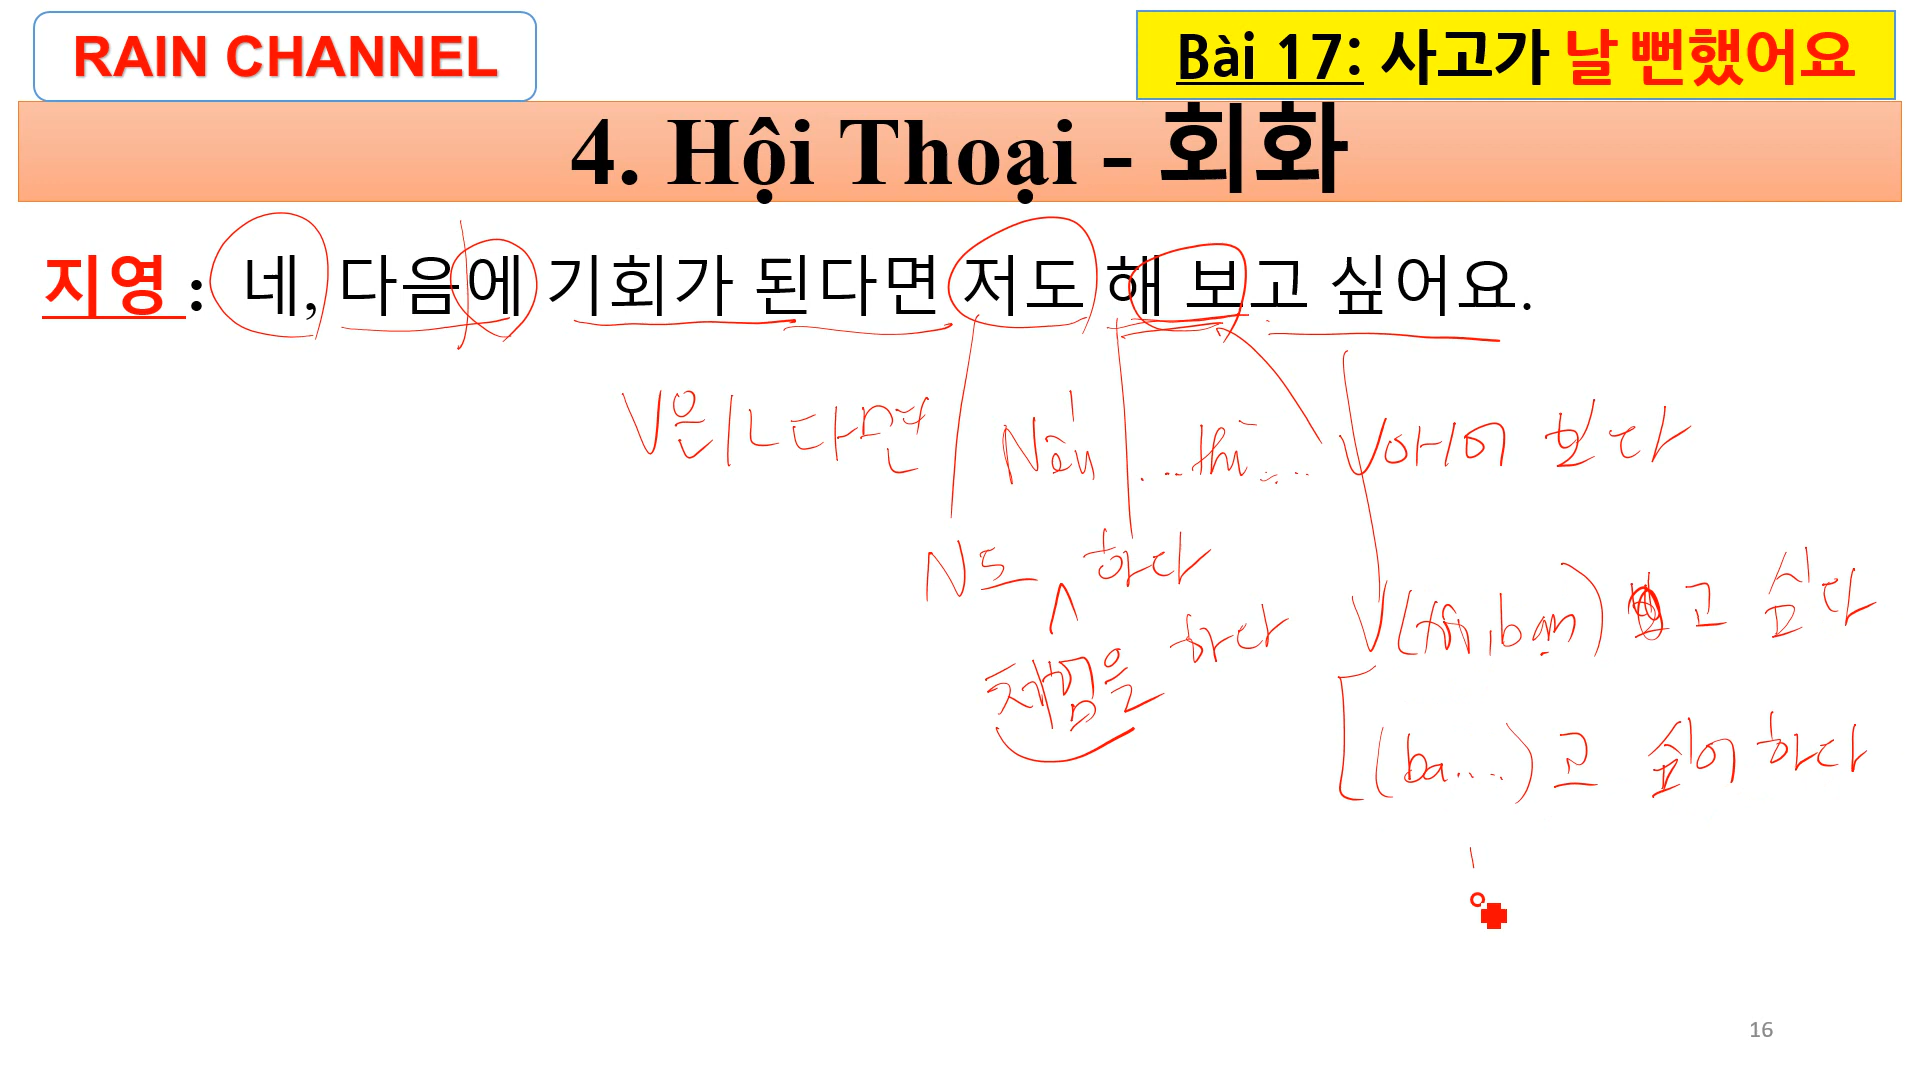 RAIN CHANNEL
Bài 17: 사고가 날 뻔했어요
4. Hội Thoại - 회화
지영 : 네, 다음에 기회가 된다면 저도 해 보고 싶어요.
V은/ㄴ다면 Nếu ...thì.... V아/어 보다
N도 하다
체험을 하다
V( , bạn) 고 싶다
(ba....)고 싶어하다
16